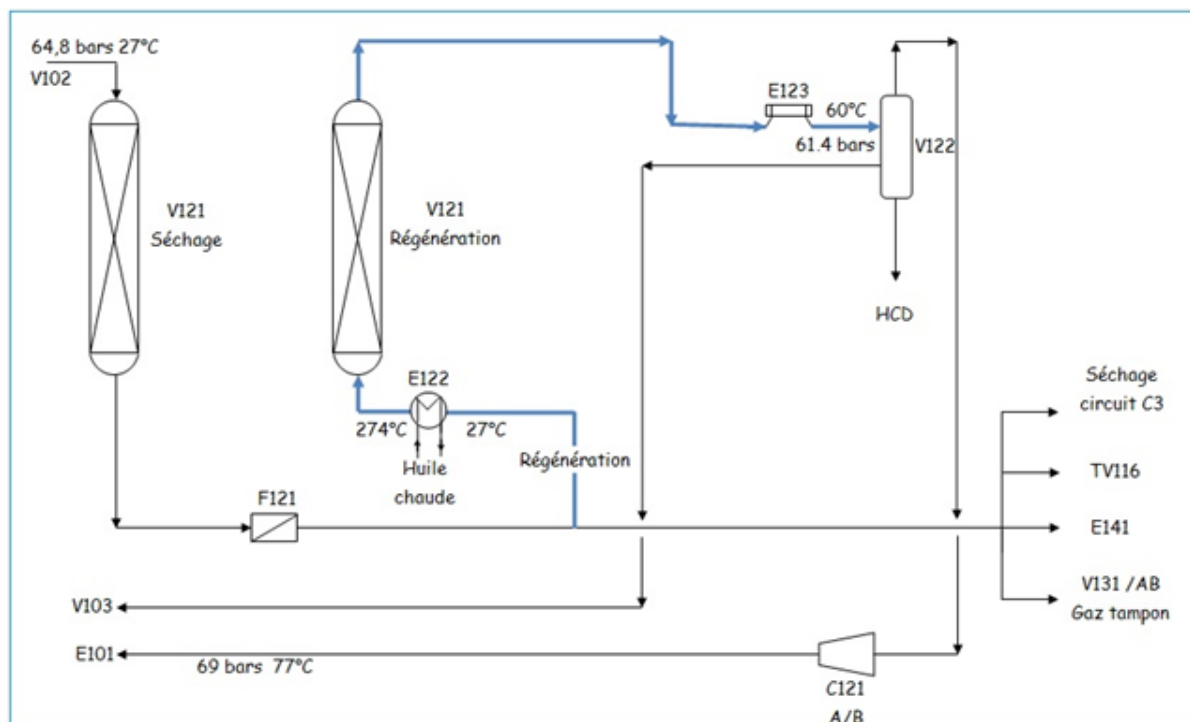 64,8 bars 27°C
V102
E123
60°C
61.4 bars
V122
V121
Séchage
V121
Régénération
HCD
E122
274°C
27°C
Huile
chaude
Régénération
Séchage
circuit C3
TV116
F121
E141
V131 /AB
Gaz tampon
V103
E101
69 bars 77°C
C121
A/B